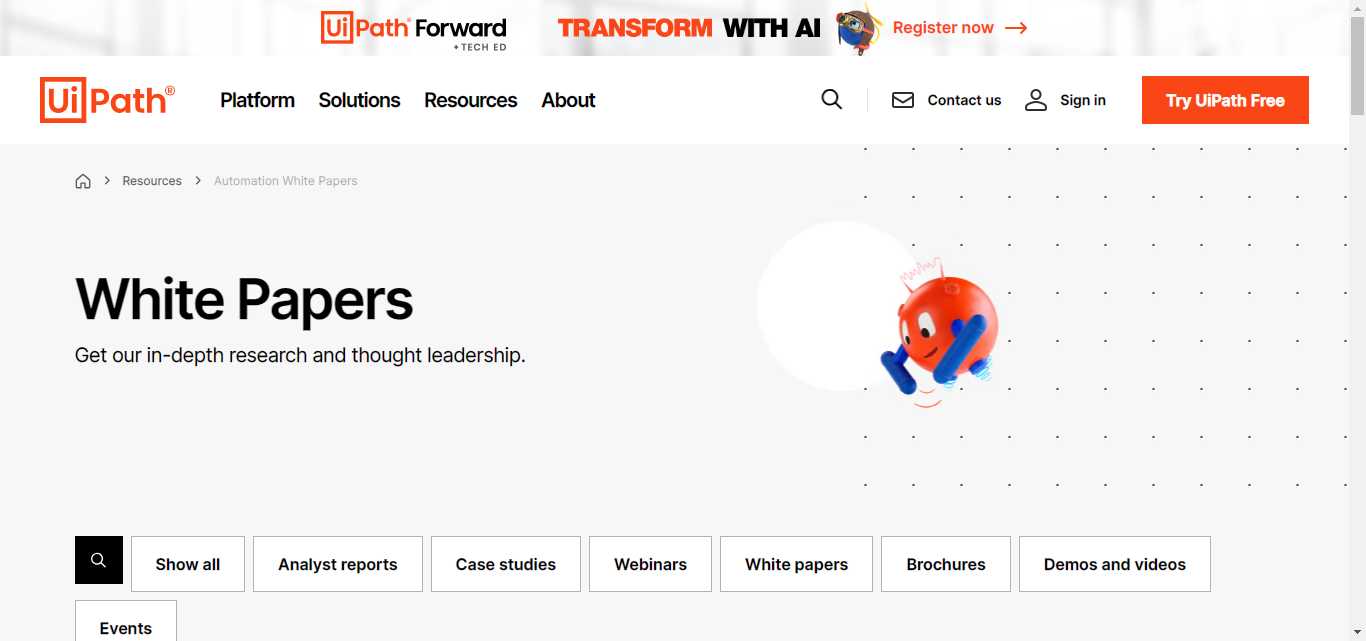 UiPath Forward TRANSFORM WITH AI Register now
+ TECH ED
UiPath® Platform Solutions Resources About Contact us Sign in Try UiPath Free
Resources Automation White Papers
White Papers
Get our in-depth research and thought leadership.
Show all Analyst reports Case studies Webinars White papers Brochures Demos and videos
Events